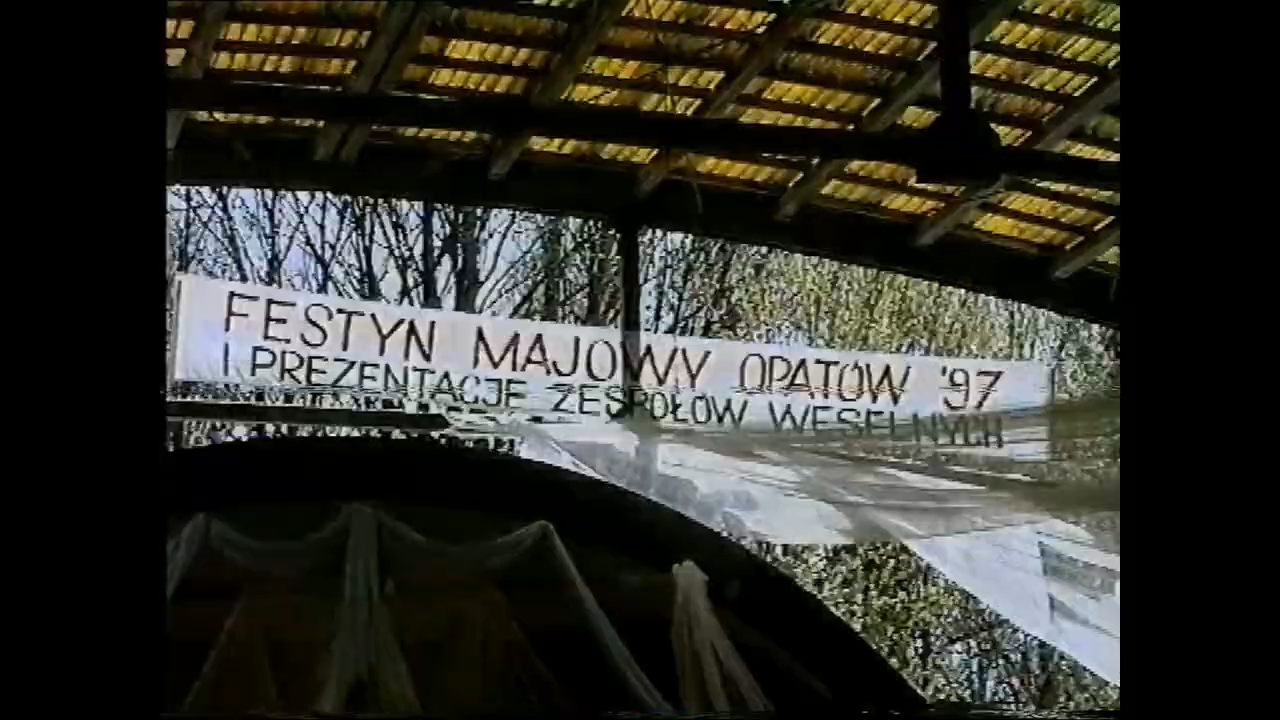 FESTYN MAJOWY OPATÓW '97
I PREZENTACJE ZESPOŁÓW WESELNYCH